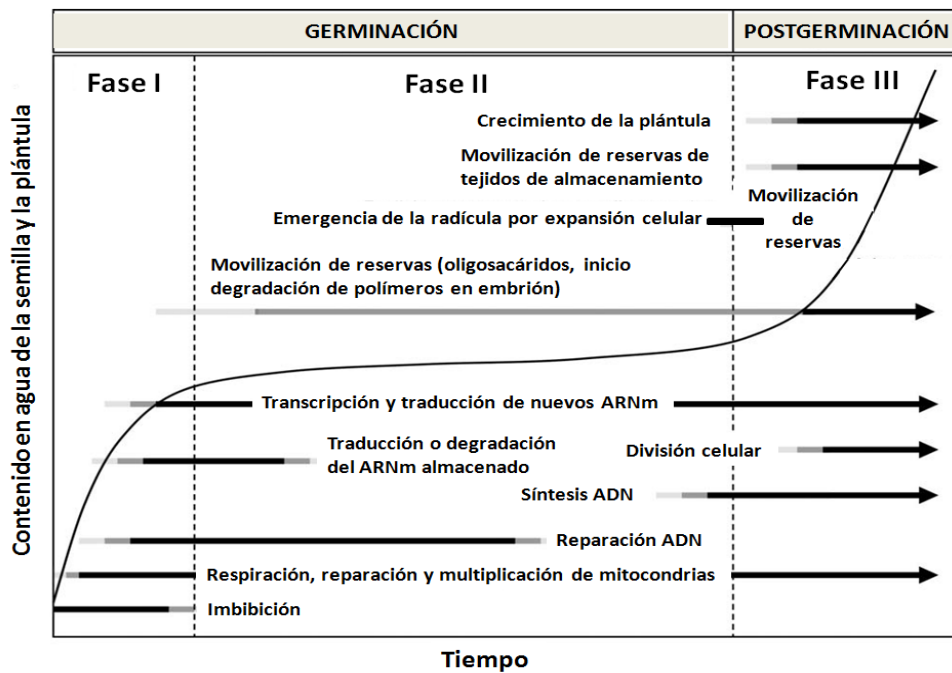 GERMINACIÓN
POSTGERMINACIÓN
Fase I
Fase II
Fase III
Crecimiento de la plántula
Movilización de reservas de
tejidos de almacenamiento
Emergencia de la radícula por expansión celular
Movilización
de
reservas
Movilización de reservas (oligosacáridos, inicio
degradación de polímeros en embrión)
Transcripción y traducción de nuevos ARNm
Traducción o degradación
del ARNm almacenado
División celular
Síntesis ADN
Reparación ADN
Respiración, reparación y multiplicación de mitocondrias
Imbibición
Contenido en agua de la semilla y la plántula
Tiempo